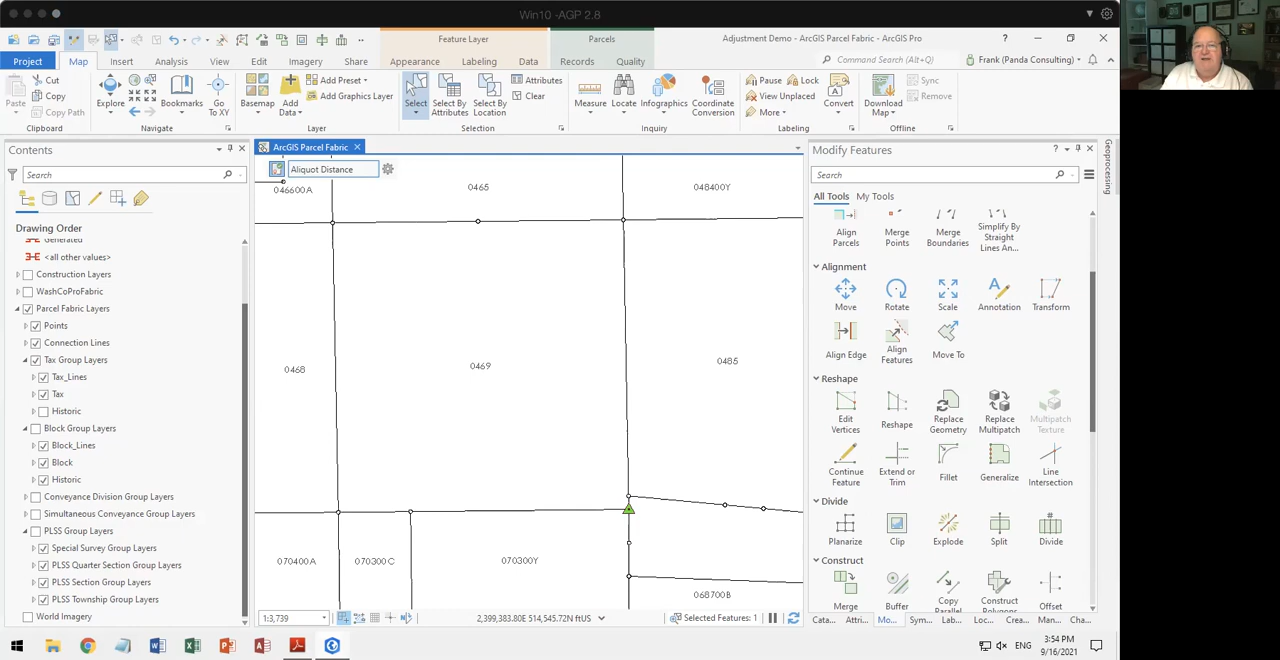 Win10 -AGP 2.8
Feature Layer
Parcels
Adjustment Demo - ArcGIS Parcel Fabric - ArcGIS Pro
Project Map Insert Analysis View Edit Imagery Share Appearance Labeling Data Records Quality
Command Search (Alt+Q)
Frank (Panda Consulting)
Paste
Cut
Copy
Copy Path
Clipboard
Explore
Bookmarks
Go To XY
Navigate
Basemap
Add Data
Add Preset
Add Graphics Layer
Layer
Select
Select By Attributes
Select By Location
Attributes
Clear
Selection
Measure
Locate
Infographics
Coordinate Conversion
Inquiry
Pause
Lock
View Unplaced
More
Convert
Labeling
Download Map
Sync
Remove
Offline
Contents
Search
Drawing Order
Generated
<all other values>
Construction Layers
WashCoProFabric
Parcel Fabric Layers
Points
Connection Lines
Tax Group Layers
Tax_Lines
Tax
Historic
Block Group Layers
Block_Lines
Block
Historic
Conveyance Division Group Layers
Simultaneous Conveyance Group Layers
PLSS Group Layers
Special Survey Group Layers
PLSS Quarter Section Group Layers
PLSS Section Group Layers
PLSS Township Group Layers
World Imagery
ArcGIS Parcel Fabric
Aliquot Distance
046600A
0465
048400Y
0468
0469
0485
070400A
070300C
070300Y
068700B
1:3,739
2,399,383.80E 514,545.72N ftUS
Selected Features: 1
Modify Features
Search
All Tools
My Tools
Align Parcels
Merge Points
Merge Boundaries
Simplify By Straight Lines An...
Alignment
Move
Rotate
Scale
Annotation
Transform
Align Edge
Align Features
Move To
Reshape
Edit Vertices
Reshape
Replace Geometry
Replace Multipatch
Multipatch Texture
Continue Feature
Extend or Trim
Fillet
Generalize
Line Intersection
Divide
Planarize
Clip
Explode
Split
Divide
Construct
Merge
Buffer
Copy Parallel
Construct Polygons
Offset
Cata... Attri... Mo... Sym... Lab... Loc... Crea... Man... Cha...
Geoprocessing
ENG
3:54 PM
9/16/2021